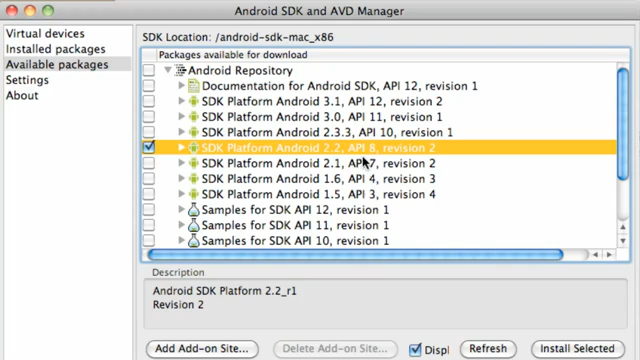 Android SDK and AVD Manager
Virtual devices
Installed packages
Available packages
Settings
About
SDK Location: /android-sdk-mac_x86
Packages available for download
Android Repository
Documentation for Android SDK, API 12, revision 1
SDK Platform Android 3.1, API 12, revision 2
SDK Platform Android 3.0, API 11, revision 1
SDK Platform Android 2.3.3, API 10, revision 1
SDK Platform Android 2.2, API 8, revision 2
SDK Platform Android 2.1, API 7, revision 2
SDK Platform Android 1.6, API 4, revision 3
SDK Platform Android 1.5, API 3, revision 4
Samples for SDK API 12, revision 1
Samples for SDK API 11, revision 1
Samples for SDK API 10, revision 1
Description
Android SDK Platform 2.2_r1
Revision 2
Add Add-on Site...
Delete Add-on Site...
Displ
Refresh
Install Selected